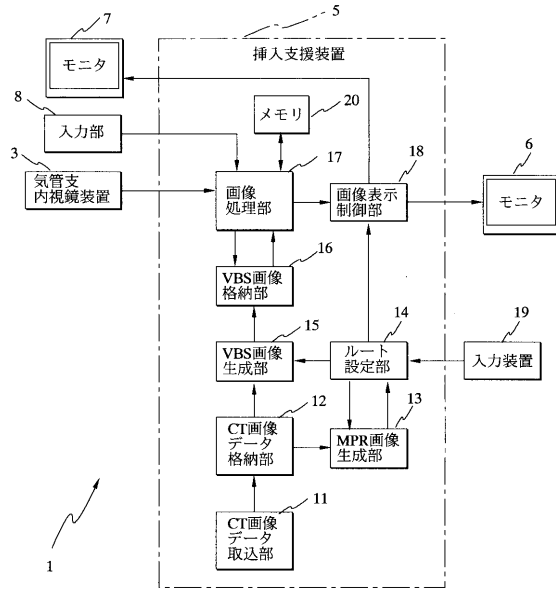 5
7
挿入支援装置
モニタ
20
8
メモリ
入力部
17
18
6
3
気管支
内視鏡装置
画像
処理部
画像表示
制御部
モニタ
16
VBS画像
格納部
15
14
19
VBS画像
生成部
ルート
設定部
入力装置
12
13
CT画像
データ
格納部
MPR画像
生成部
11
CT画像
データ
取込部
1